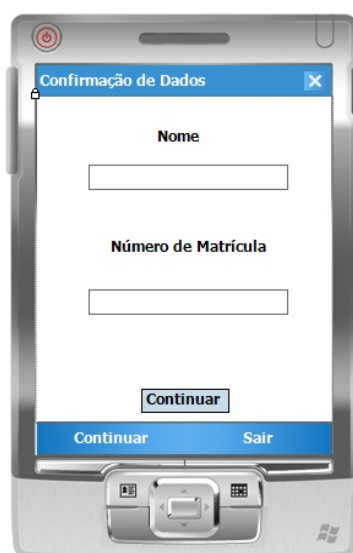 Confirmação de Dados
Nome
Número de Matrícula
Continuar
Continuar Sair